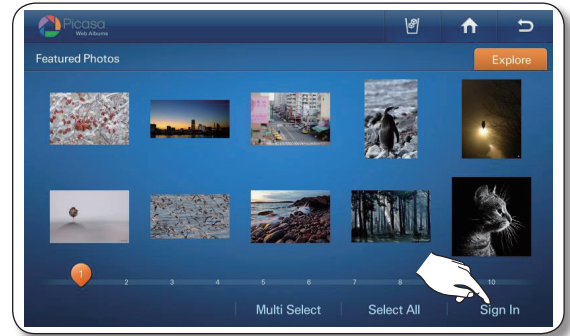 Picasa
Web Albums
Featured Photos
Explore
1 2 3 4 5 6 7 8 10
Multi Select
Select All
Sign In